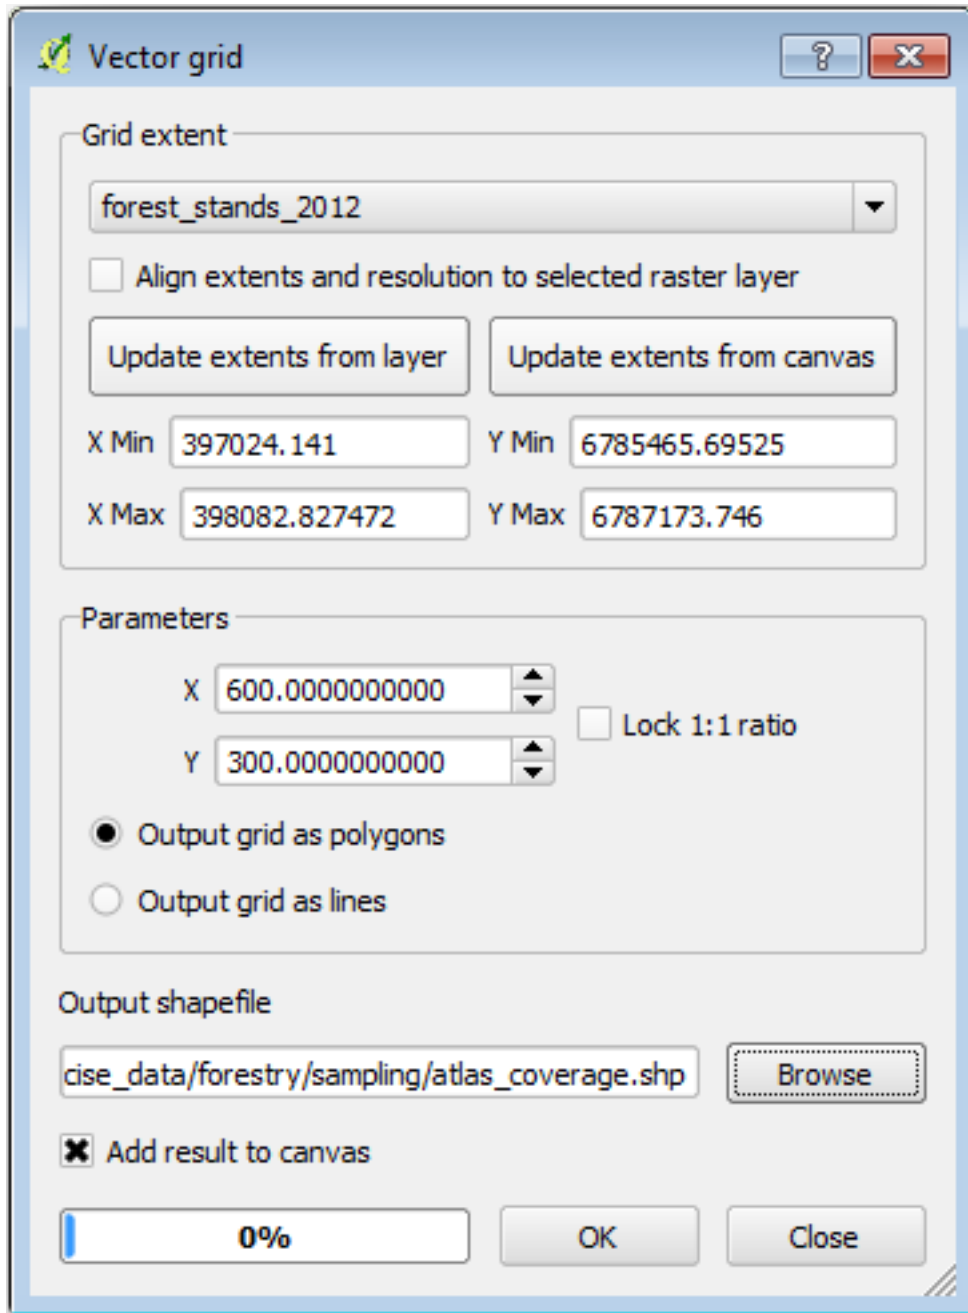 Vector grid
Grid extent
forest_stands_2012
Align extents and resolution to selected raster layer
Update extents from layer Update extents from canvas
X Min 397024.141 Y Min 6785465.69525
X Max 398082.827472 Y Max 6787173.746
Parameters
X 600.0000000000
Lock 1:1 ratio
Y 300.0000000000
Output grid as polygons
Output grid as lines
Output shapefile
cise_data/forestry/sampling/atlas_coverage.shp Browse
Add result to canvas
0% OK Close